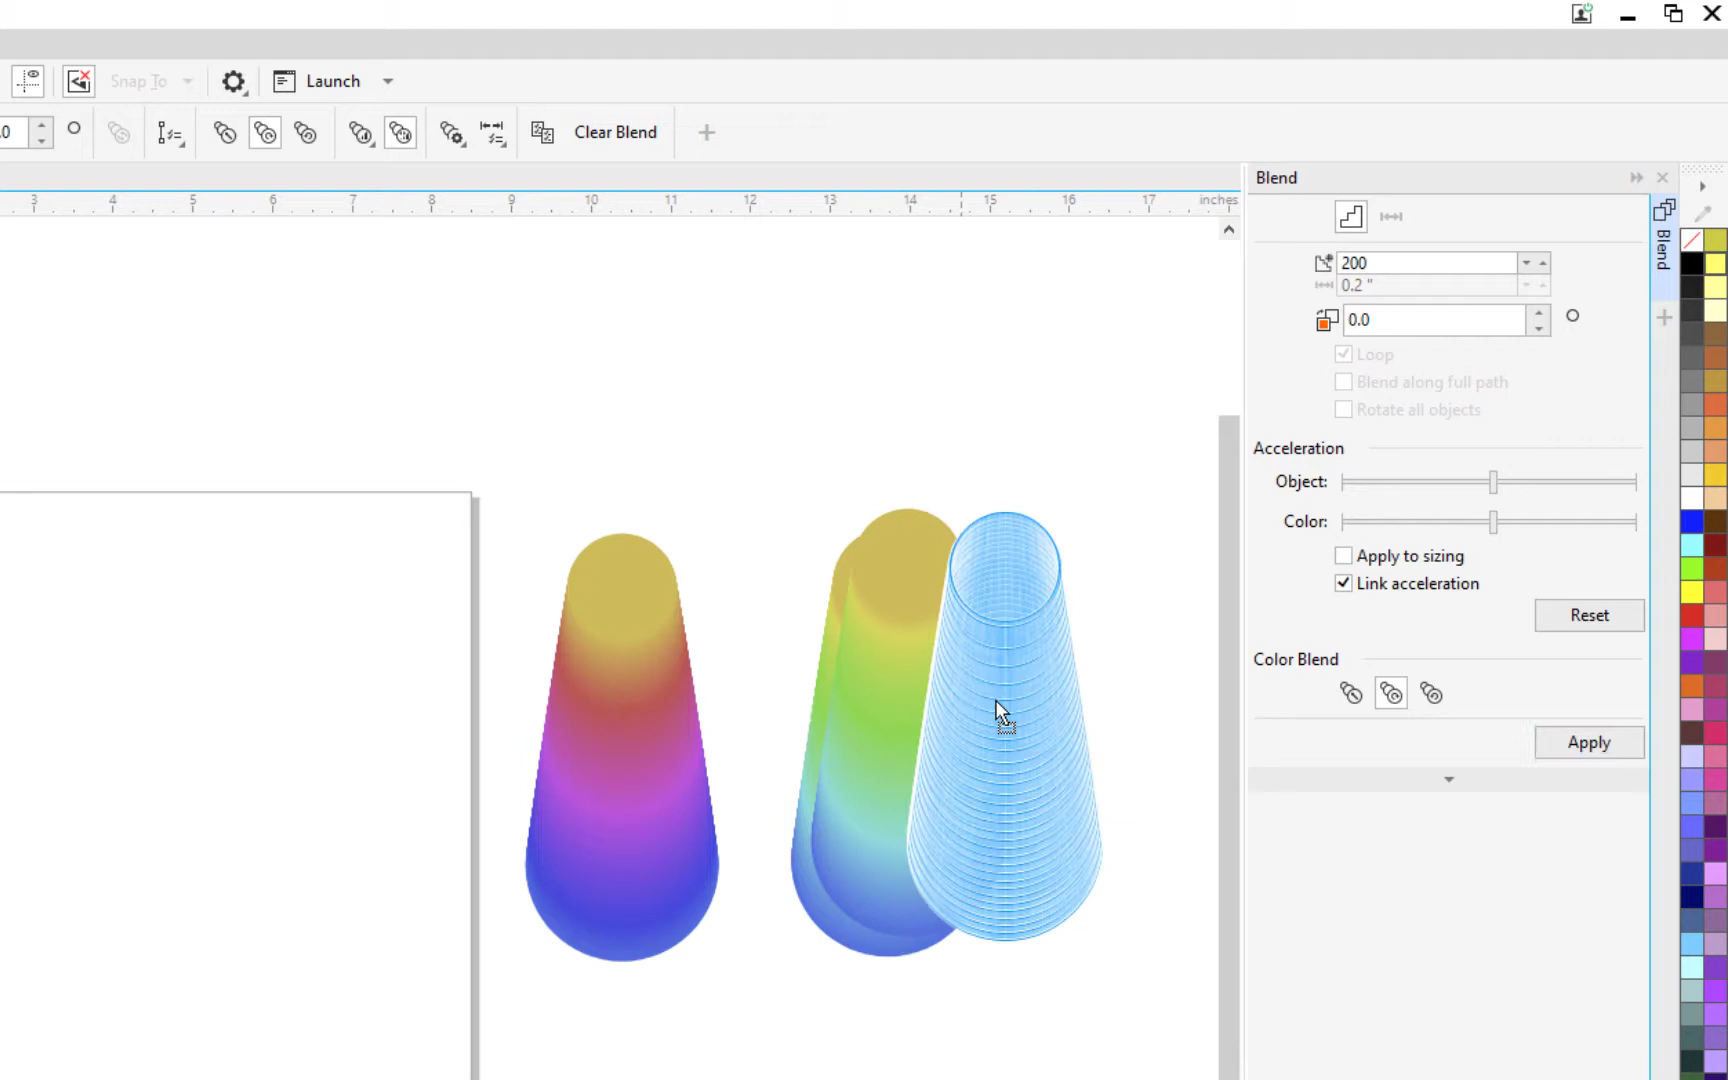 Snap To
Launch
.0
Clear Blend
3 4 5 6 7 8 9 10 11 12 13 14 15 16 17 inches
Blend
Blend
200
0.2 "
0.0
Loop
Blend along full path
Rotate all objects
Acceleration
Object:
Color:
Apply to sizing
Link acceleration
Reset
Color Blend
Apply